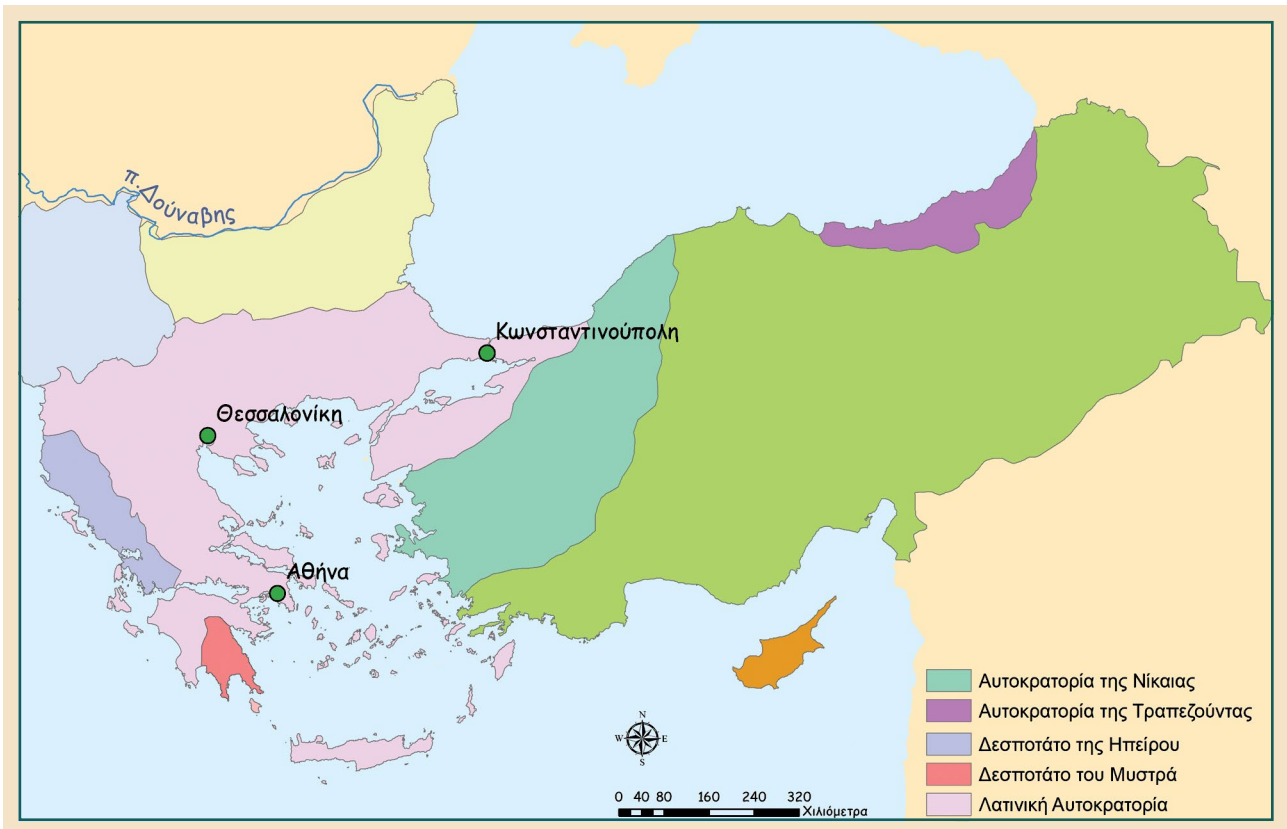 π.Δούναβης
Κωνσταντινούπολη
Θεσσαλονίκη
Αθήνα
Αυτοκρατορία της Νίκαιας
Αυτοκρατορία της Τραπεζούντας
Δεσποτάτο της Ηπείρου
Δεσποτάτο του Μυστρά
Λατινική Αυτοκρατορία
N
W E
S
0 40 80 160 240 320
Χιλιόμετρα